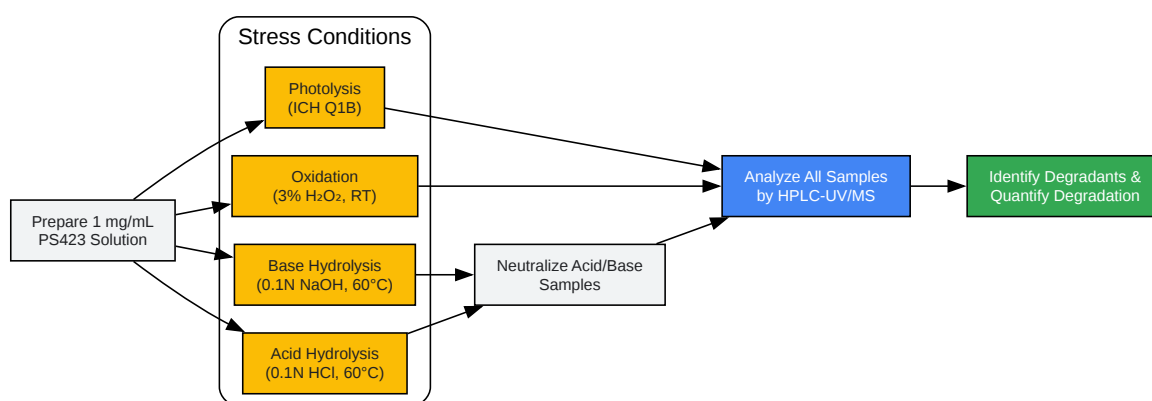 Stress Conditions
Photolysis
(ICH Q1B)
Oxidation
(3% H₂O₂, RT)
Prepare 1 mg/mL
PS423 Solution
Base Hydrolysis
(0.1N NaOH, 60°C)
Acid Hydrolysis
(0.1N HCl, 60°C)
Neutralize Acid/Base
Samples
Analyze All Samples
by HPLC-UV/MS
Identify Degradants &
Quantify Degradation